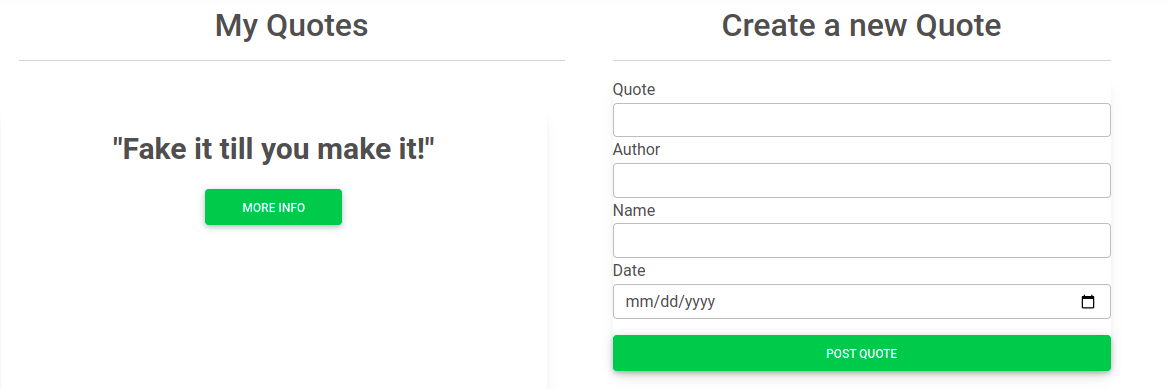 My Quotes
"Fake it till you make it!"
MORE INFO
Create a new Quote
Quote
Author
Name
Date
mm/dd/yyyy
POST QUOTE